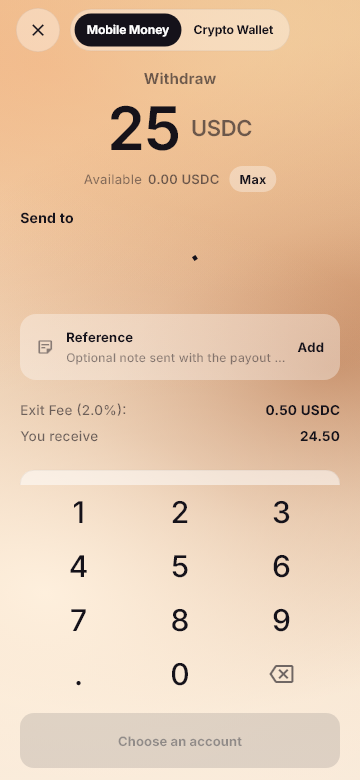 Mobile Money
Crypto Wallet
Withdraw
25 USDC
Available 0.00 USDC Max
Send to
Reference
Optional note sent with the payout ...
Add
Exit Fee (2.0%): 0.50 USDC
You receive 24.50
1 2 3
4 5 6
7 8 9
. 0
Choose an account